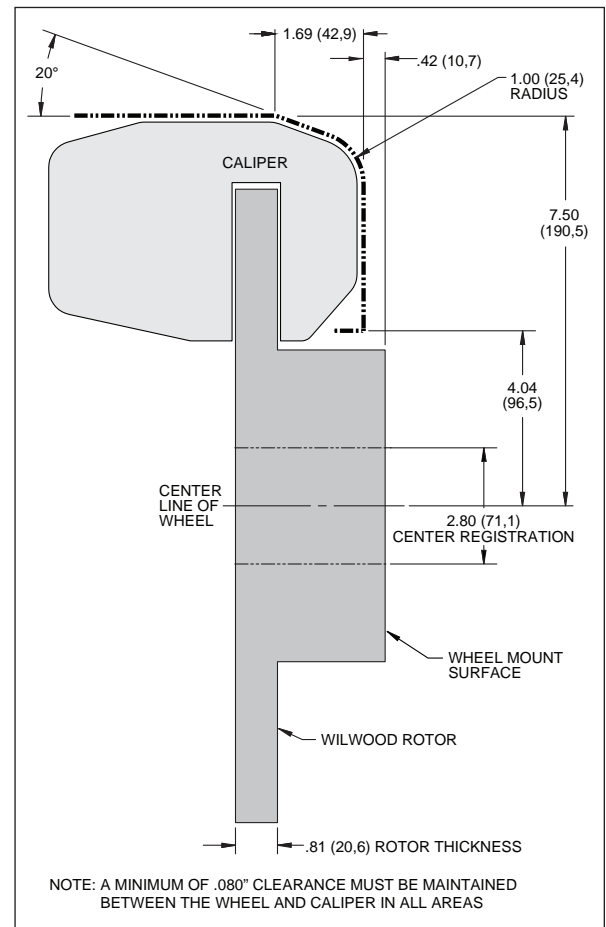 1.69 (42,9)
.42 (10,7)
20°
1.00 (25,4)
RADIUS
CALIPER
7.50
(190,5)
4.04
(96,5)
CENTER
LINE OF
WHEEL
2.80 (71,1)
CENTER REGISTRATION
WHEEL MOUNT
SURFACE
WILWOOD ROTOR
.81 (20,6) ROTOR THICKNESS
NOTE: A MINIMUM OF .080" CLEARANCE MUST BE MAINTAINED
BETWEEN THE WHEEL AND CALIPER IN ALL AREAS